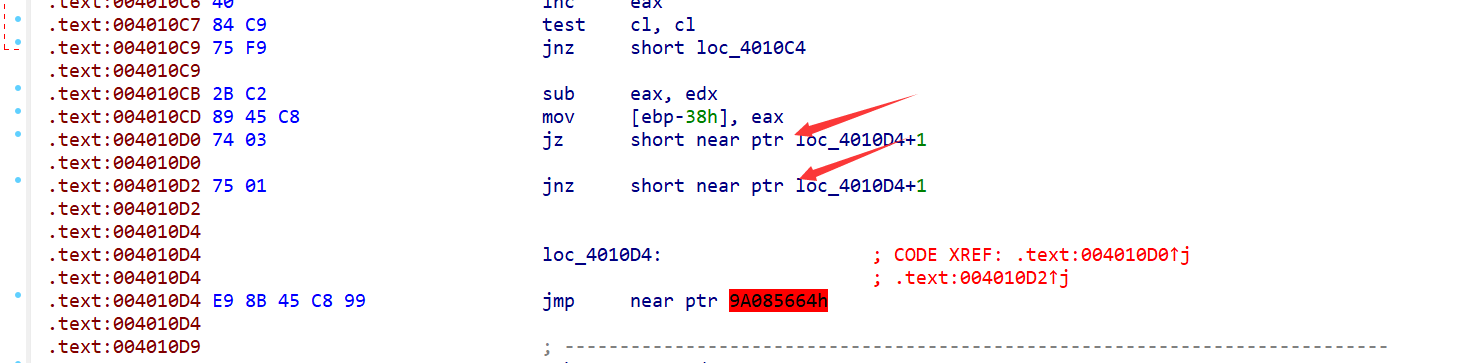 .text:004010C6 40 inc eax
.text:004010C7 84 C9 test cl, cl
.text:004010C9 75 F9 jnz short loc_4010C4
.text:004010C9
.text:004010CB 2B C2 sub eax, edx
.text:004010CD 89 45 C8 mov [ebp-38h], eax
.text:004010D0 74 03 jz short near ptr loc_4010D4+1
.text:004010D0
.text:004010D2 75 01 jnz short near ptr loc_4010D4+1
.text:004010D2
.text:004010D4
.text:004010D4 loc_4010D4: ; CODE XREF: .text:004010D0↑j
.text:004010D4 ; .text:004010D2↑j
.text:004010D4 E9 8B 45 C8 99 jmp near ptr 9A085664h
.text:004010D4
.text:004010D9 ; ---------------------------------------------------------------------------